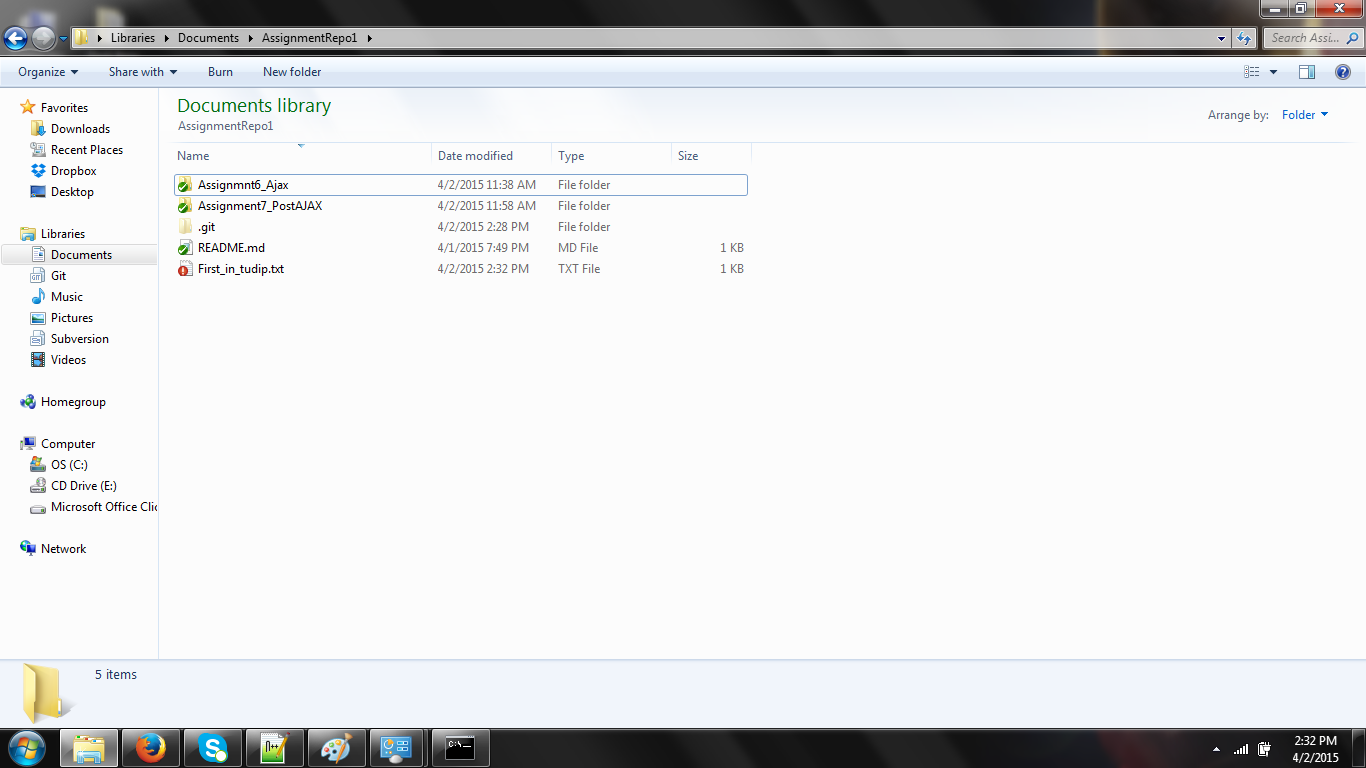 Libraries Documents AssignmentRepo1
Search Assi...
Organize Share with Burn New folder
Documents library
AssignmentRepo1
Arrange by: Folder
Name Date modified Type Size
Assignmnt6_Ajax 4/2/2015 11:38 AM File folder
Assignment7_PostAJAX 4/2/2015 11:58 AM File folder
.git 4/2/2015 2:28 PM File folder
README.md 4/1/2015 7:49 PM MD File 1 KB
First_in_tudip.txt 4/2/2015 2:32 PM TXT File 1 KB
Favorites
Downloads
Recent Places
Dropbox
Desktop
Libraries
Documents
Git
Music
Pictures
Subversion
Videos
Homegroup
Computer
OS (C:)
CD Drive (E:)
Microsoft Office Clic
Network
5 items
2:32 PM
4/2/2015